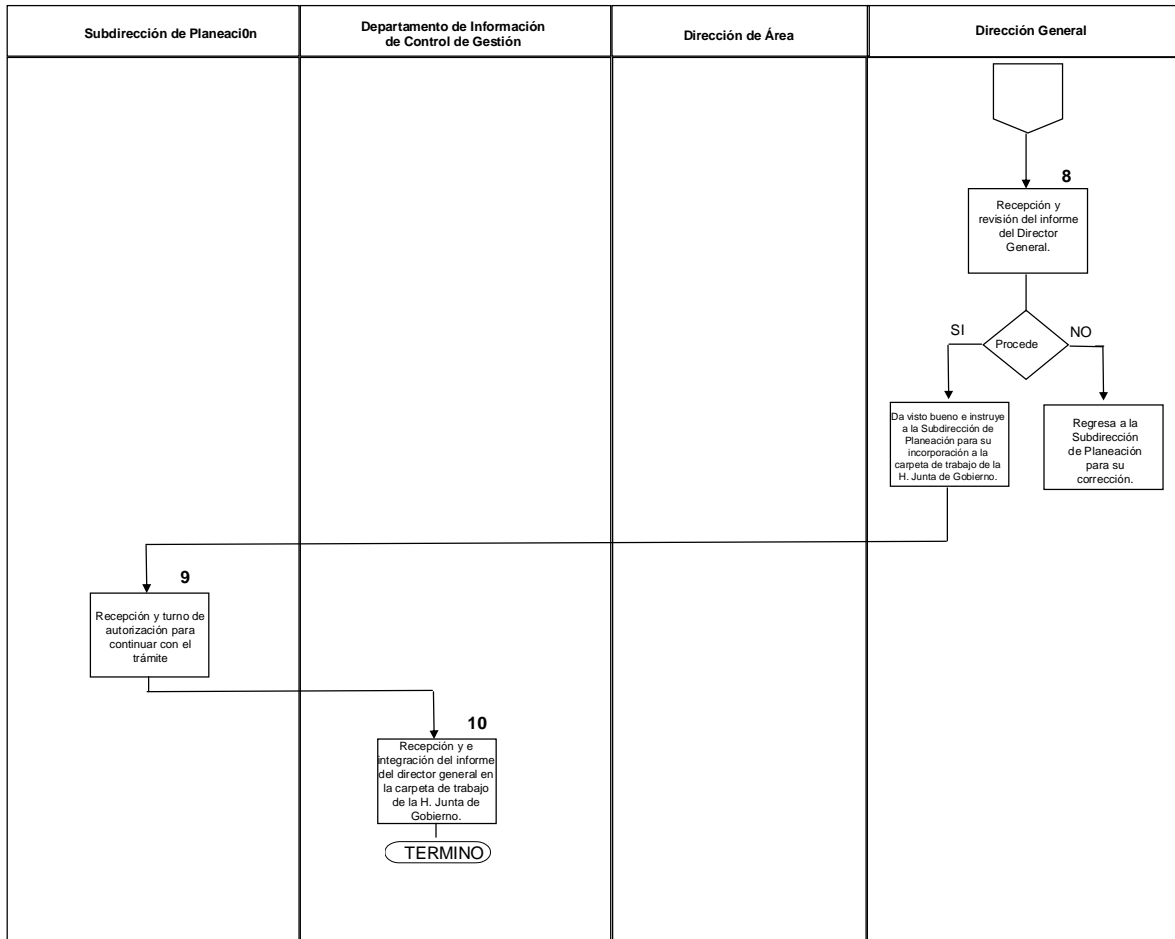 Subdirección de Planeaci0n
Departamento de Información
de Control de Gestión
Dirección de Área
Dirección General
8
Recepción y
revisión del informe
del Director
General.
SI
Procede
NO
Da visto bueno e instruye
a la Subdirección de
Planeación para su
incorporación a la
carpeta de trabajo de la
H. Junta de Gobierno.
Regresa a la
Subdirección
de Planeación
para su
corrección.
9
Recepción y turno de
autorización para
continuar con el
trámite
10
Recepción y e
integración del informe
del director general en
la carpeta de trabajo
de la H. Junta de
Gobierno.
TERMINO